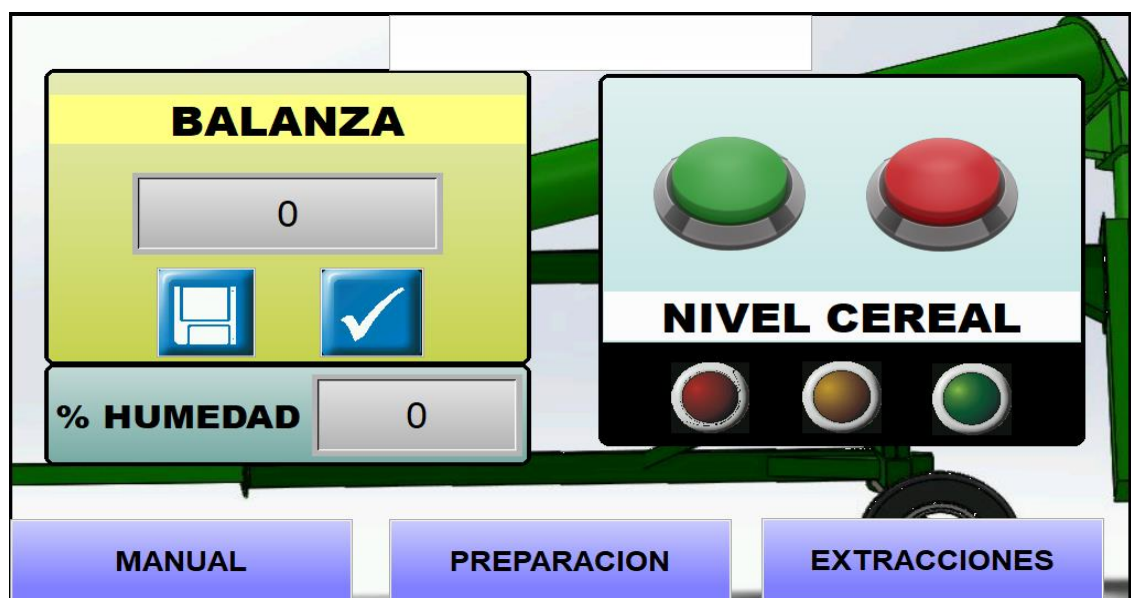 BALANZA
0
% HUMEDAD
0
NIVEL CEREAL
MANUAL
PREPARACION
EXTRACCIONES